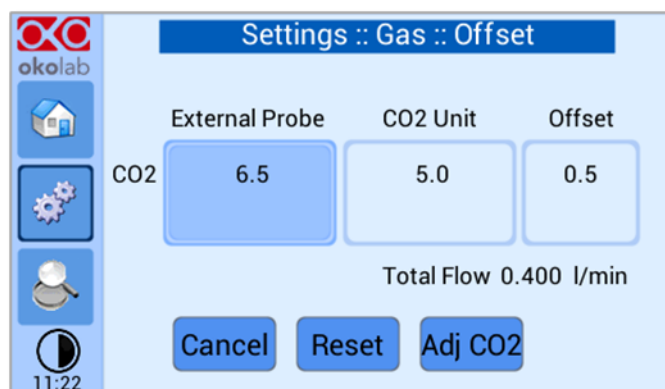 okolab
Settings :: Gas :: Offset
External Probe CO2 Unit Offset
CO2 6.5 5.0 0.5
Total Flow 0.400 l/min
Cancel Reset Adj CO2
11:22